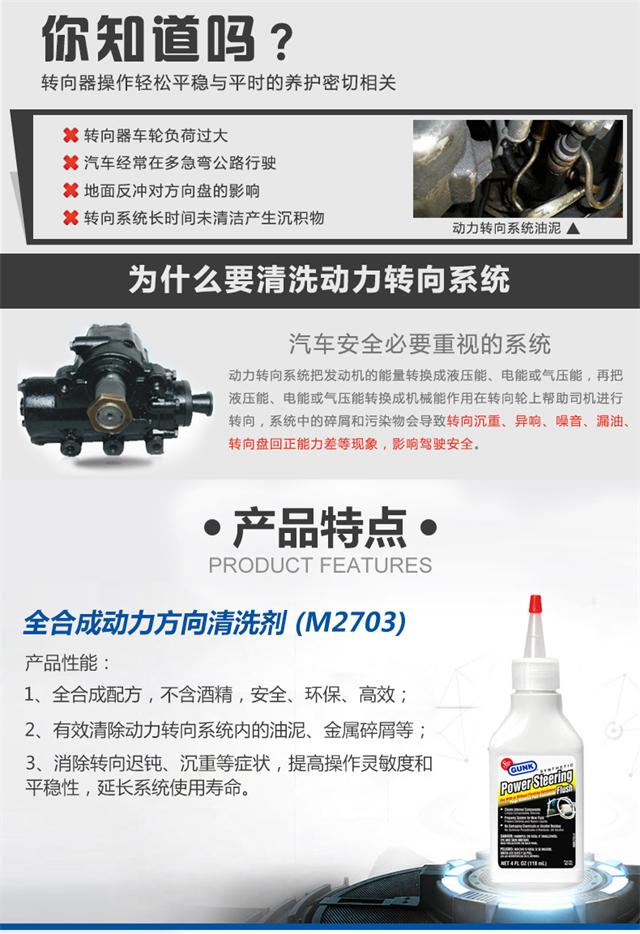 你知道吗？
转向器操作轻松平稳与平时的养护密切相关
转向器车轮负荷过大
汽车经常在多急弯公路行驶
地面反冲对方向盘的影响
转向系统长时间未清洁产生沉积物
动力转向系统油泥▲
为什么要清洗动力转向系统
汽车安全必要重视的系统
动力转向系统把发动机的能量转换成液压能、电能或气压能，再把
液压能、电能或气压能转换成机械能作用在转向轮上帮助司机进行
转向，系统中的碎屑和污染物会导致转向沉重、异响、噪音、漏油、
转向盘回正能力差等现象，影响驾驶安全。
• 产品特点 •
PRODUCT FEATURES
全合成动力方向清洗剂 (M2703)
产品性能：
1、全合成配方，不含酒精，安全、环保、高效；
2、有效清除动力转向系统内的油泥、金属碎屑等；
3、消除转向迟钝、沉重等症状，提高操作灵敏度和
平稳性，延长系统使用寿命。
GUNK
SYNTHETIC
Power Steering
Flush
NET 4 FL OZ (118 mL)